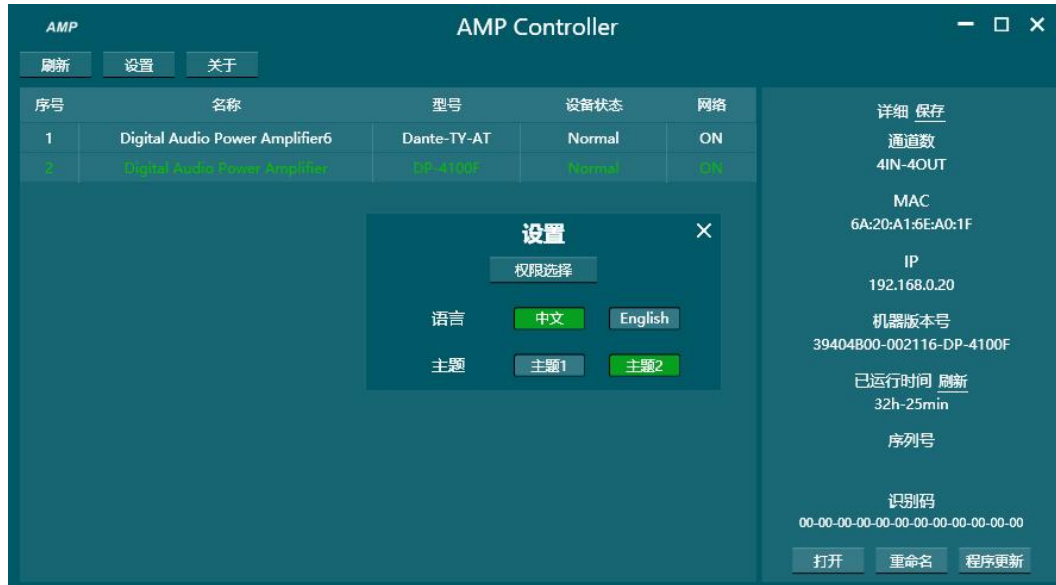 AMP
AMP Controller
刷新 设置 关于
序号 名称 型号 设备状态 网络
1 Digital Audio Power Amplifier6 Dante-TY-AT Normal ON
2 Digital Audio Power Amplifier DP-4100F Normal ON
设置
权限选择
语言 中文 English
主题 主题1 主题2
详细 保存
通道数
4IN-4OUT
MAC
6A:20:A1:6E:A0:1F
IP
192.168.0.20
机器版本号
39404B00-002116-DP-4100F
已运行时间 刷新
32h-25min
序列号
识别码
00-00-00-00-00-00-00-00-00-00-00-00
打开 重命名 程序更新